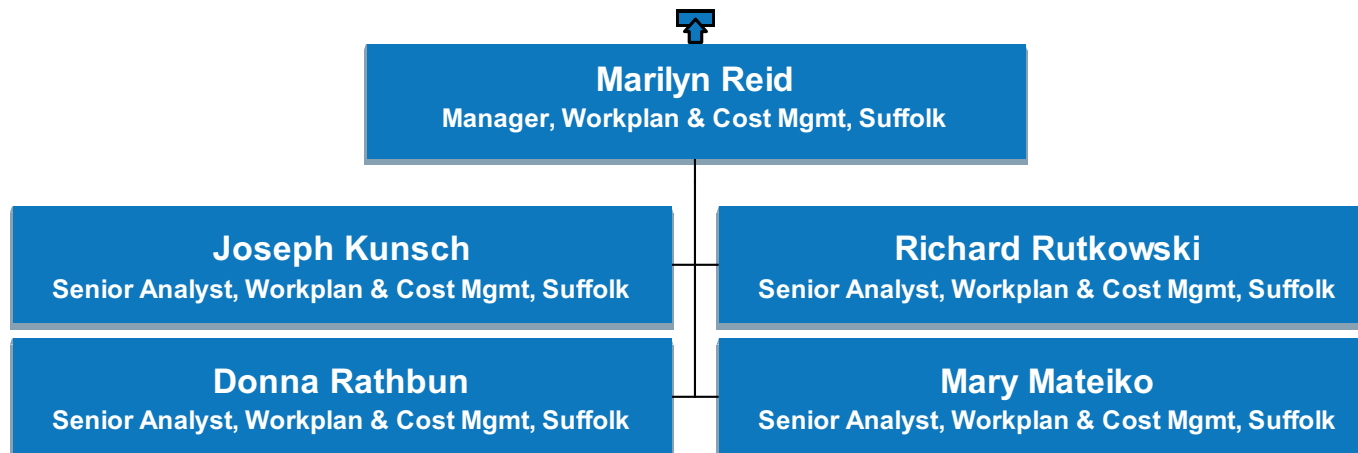 Marilyn Reid
Manager, Workplan & Cost Mgmt, Suffolk
Joseph Kunsch
Senior Analyst, Workplan & Cost Mgmt, Suffolk
Richard Rutkowski
Senior Analyst, Workplan & Cost Mgmt, Suffolk
Donna Rathbun
Senior Analyst, Workplan & Cost Mgmt, Suffolk
Mary Mateiko
Senior Analyst, Workplan & Cost Mgmt, Suffolk